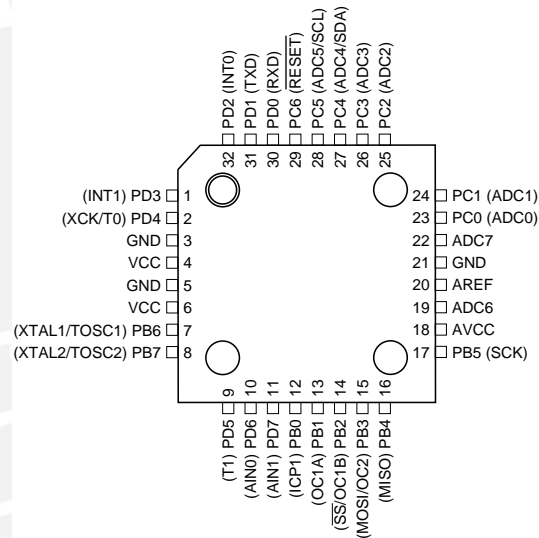 32 PD2 (INT0)
31 PD1 (TXD)
30 PD0 (RXD)
29 PC6 (RESET)
28 PC5 (ADC5/SCL)
27 PC4 (ADC4/SDA)
26 PC3 (ADC3)
25 PC2 (ADC2)
(INT1) PD3 1
(XCK/T0) PD4 2
GND 3
VCC 4
GND 5
VCC 6
(XTAL1/TOSC1) PB6 7
(XTAL2/TOSC2) PB7 8
24 PC1 (ADC1)
23 PC0 (ADC0)
22 ADC7
21 GND
20 AREF
19 ADC6
18 AVCC
17 PB5 (SCK)
(T1) PD5 9
(AIN0) PD6 10
(AIN1) PD7 11
(ICP1) PB0 12
(OC1A) PB1 13
(SS/OC1B) PB2 14
(MOSI/OC2) PB3 15
(MISO) PB4 16